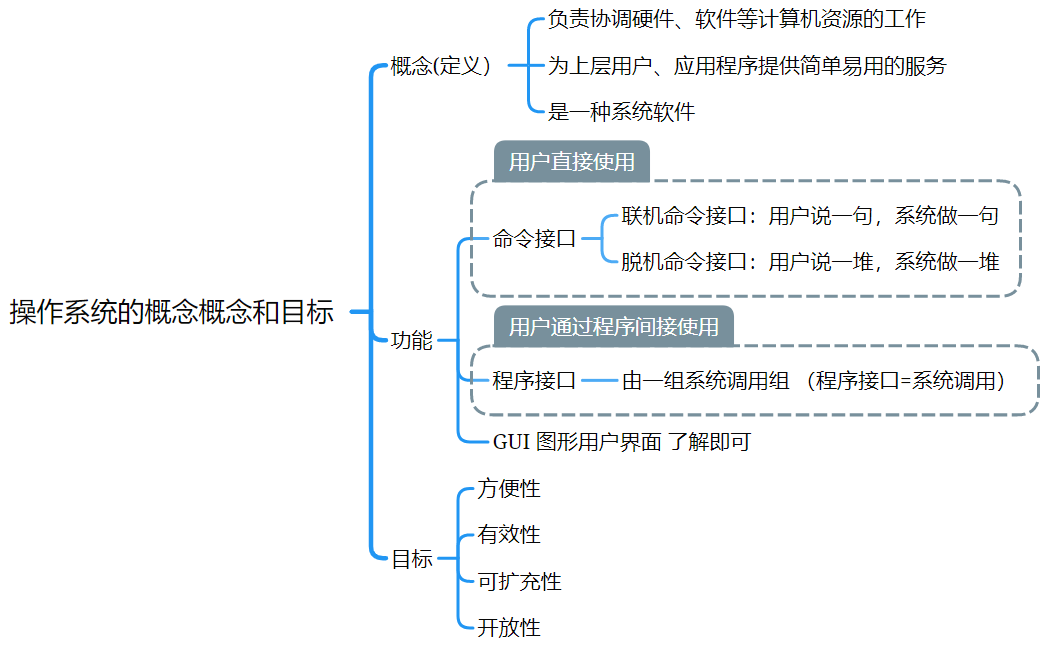 操作系统的概念概念和目标
概念(定义）
负责协调硬件、软件等计算机资源的工作
为上层用户、应用程序提供简单易用的服务
是一种系统软件
功能
用户直接使用
命令接口
联机命令接口：用户说一句，系统做一句
脱机命令接口：用户说一堆，系统做一堆
用户通过程序间接使用
程序接口
由一组系统调用组 （程序接口=系统调用）
GUI 图形用户界面 了解即可
目标
方便性
有效性
可扩充性
开放性